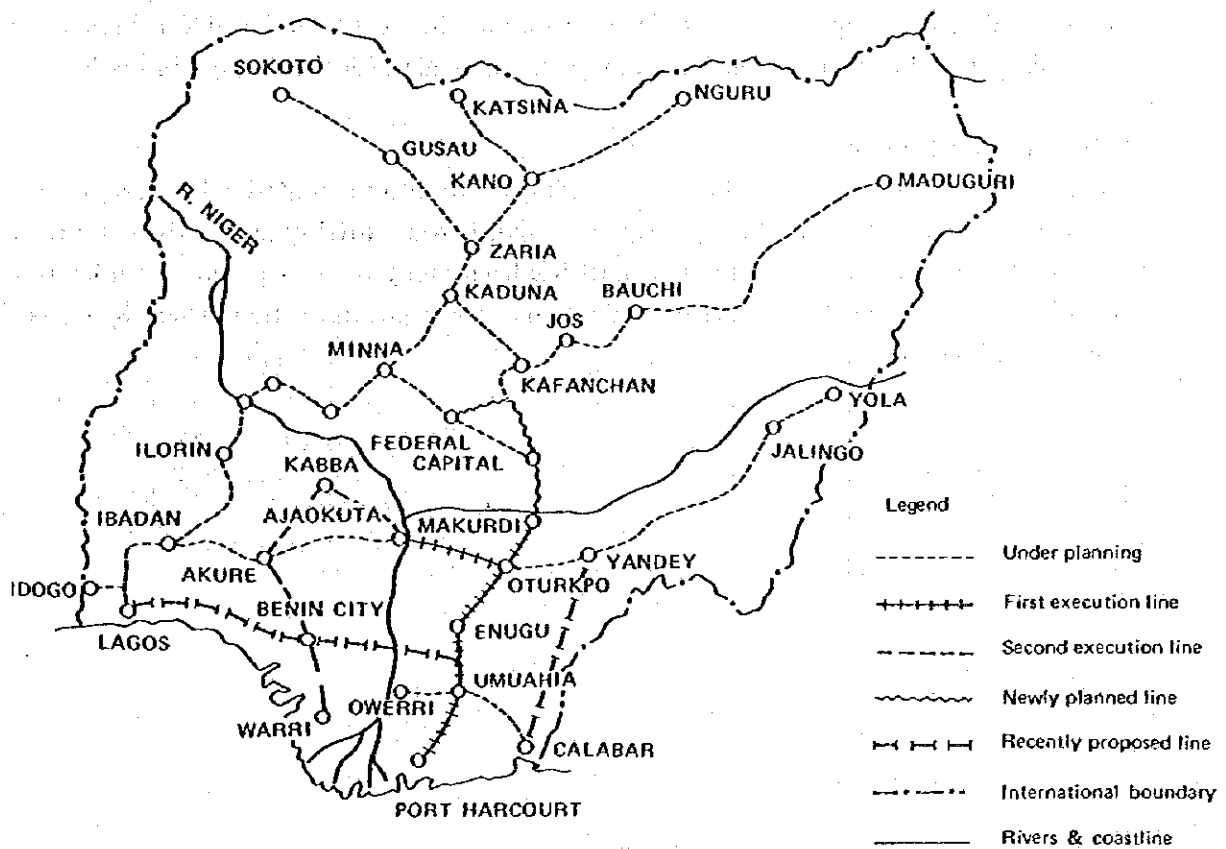 SOKOTO
KATSINA
NGURU
GUSAU
KANO
MADUGURI
R. NIGER
ZARIA
KADUNA
BAUCHI
JOS
MINNA
KAFANCHAN
YOLA
FEDERAL
CAPITAL
JALINGO
ILORIN
KABBA
IBADAN
AJAOKUTA
MAKURDI
YANDEY
AKURE
OTURKPO
IDOGO
BENIN CITY
ENUGU
LAGOS
UMUAHIA
OWERRI
WARRI
CALABAR
PORT HARCOURT
Legend
Under planning
First execution line
Second execution line
Newly planned line
Recently proposed line
International boundary
Rivers & coastline